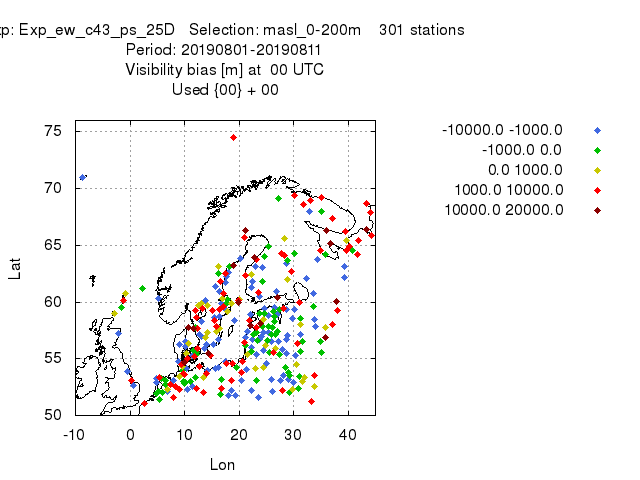 p: Exp_ew_c43_ps_25D Selection: masl_0-200m 301 stations
Period: 20190801-20190811
Visibility bias [m] at 00 UTC
Used {00} + 00
-10000.0 -1000.0
-1000.0 0.0
0.0 1000.0
1000.0 10000.0
10000.0 20000.0
75
70
65
60
55
50
Lat
-10 0 10 20 30 40
Lon